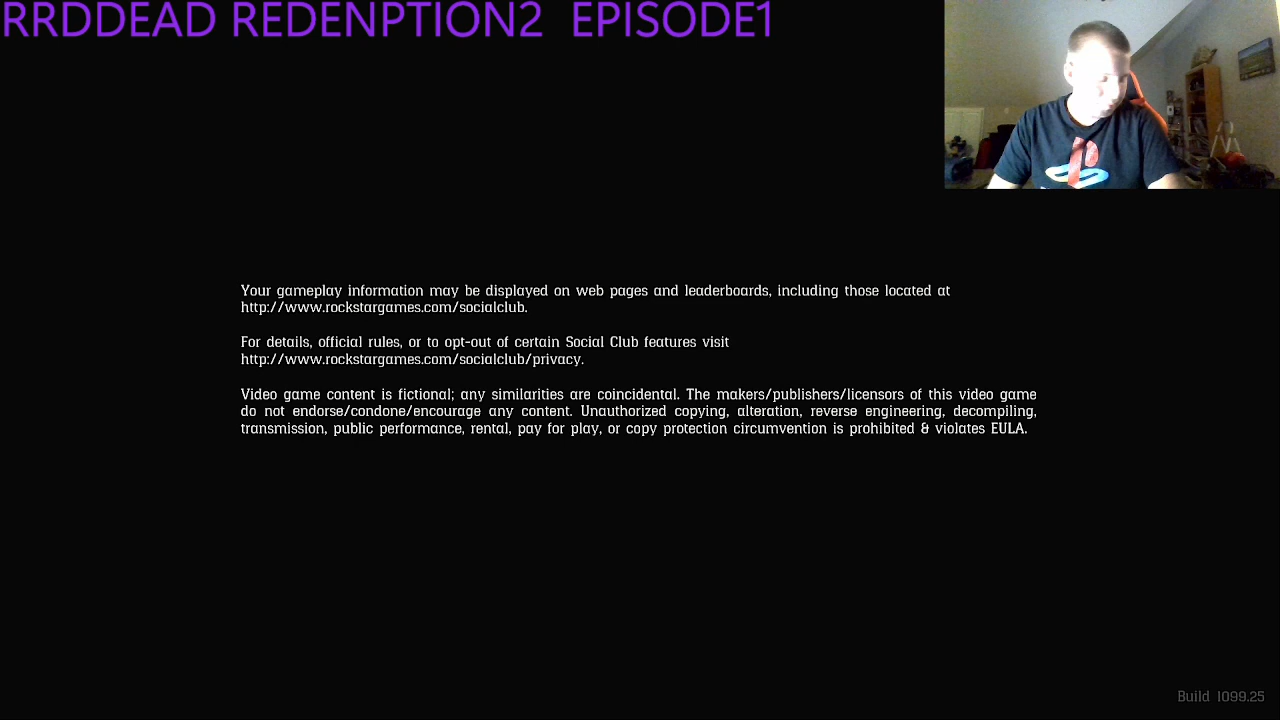 RRDDEAD REDENPTION2 EPISODE1
Your gameplay information may be displayed on web pages and leaderboards, including those located at
http://www.rockstargames.com/socialclub.
For details, official rules, or to opt-out of certain Social Club features visit
http://www.rockstargames.com/socialclub/privacy.
Video game content is fictional; any similarities are coincidental. The makers/publishers/licensors of this video game
do not endorse/condone/encourage any content. Unauthorized copying, alteration, reverse engineering, decompiling,
transmission, public performance, rental, pay for play, or copy protection circumvention is prohibited & violates EULA.
Build 1099.25